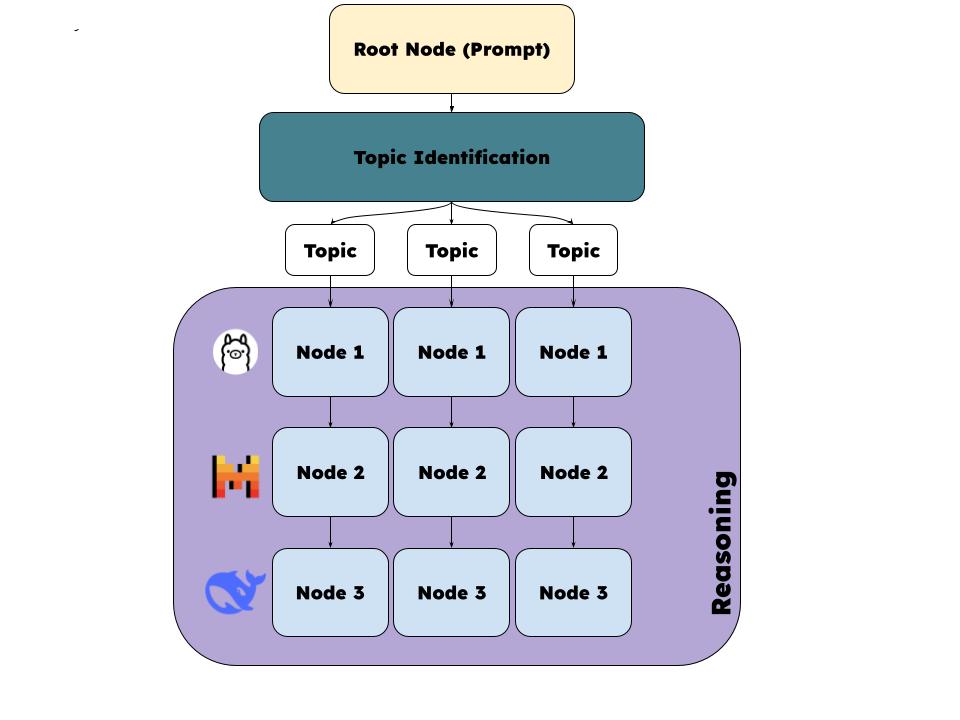 Root Node (Prompt)
Topic Identification
Topic
Topic
Topic
Node 1
Node 1
Node 1
Node 2
Node 2
Node 2
Node 3
Node 3
Node 3
Reasoning